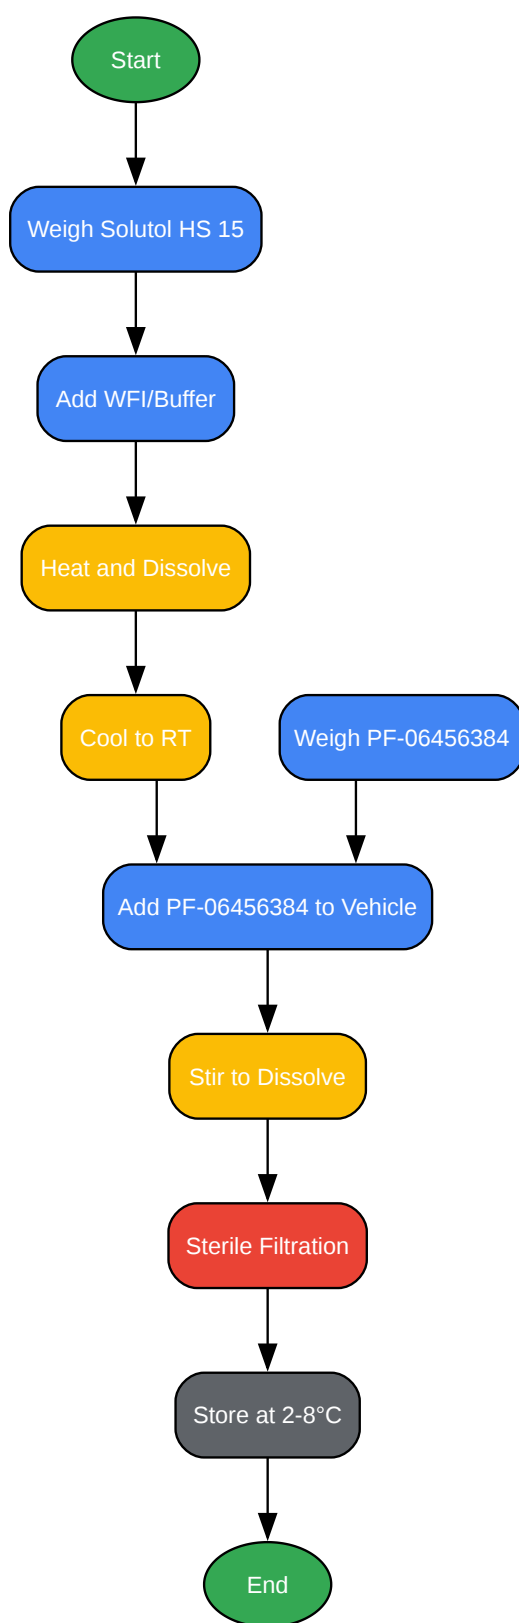 Start
Weigh Solutol HS 15
Add WFI/Buffer
Heat and Dissolve
Cool to RT
Weigh PF-06456384
Add PF-06456384 to Vehicle
Stir to Dissolve
Sterile Filtration
Store at 2-8°C
End